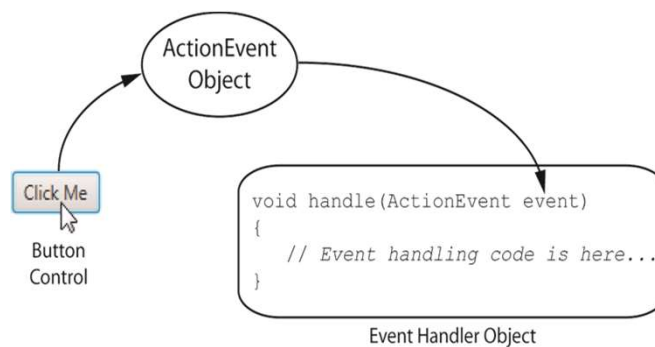 ActionEvent
Object
Click Me
Button
Control
void handle(ActionEvent event)
{
// Event handling code is here...
}
Event Handler Object